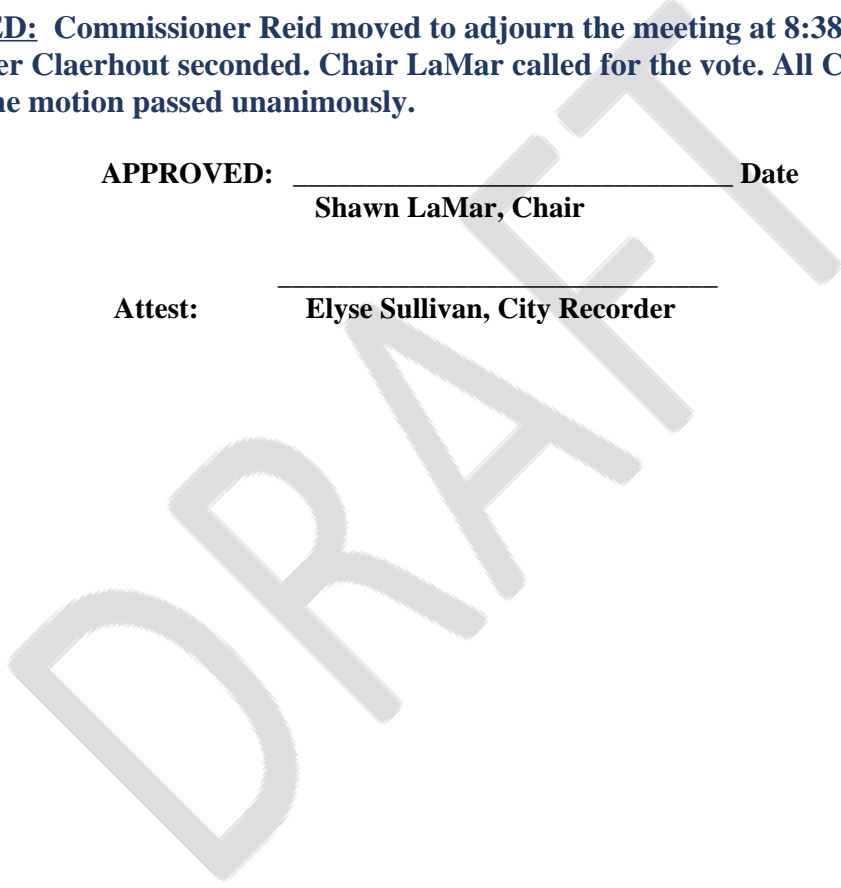 ED: Commissioner Reid moved to adjourn the meeting at 8:38
er Claerhout seconded. Chair LaMar called for the vote. All C
he motion passed unanimously.
APPROVED: ______________________________ Date
Shawn LaMar, Chair
______________________________
Attest: Elyse Sullivan, City Recorder
DRAFT